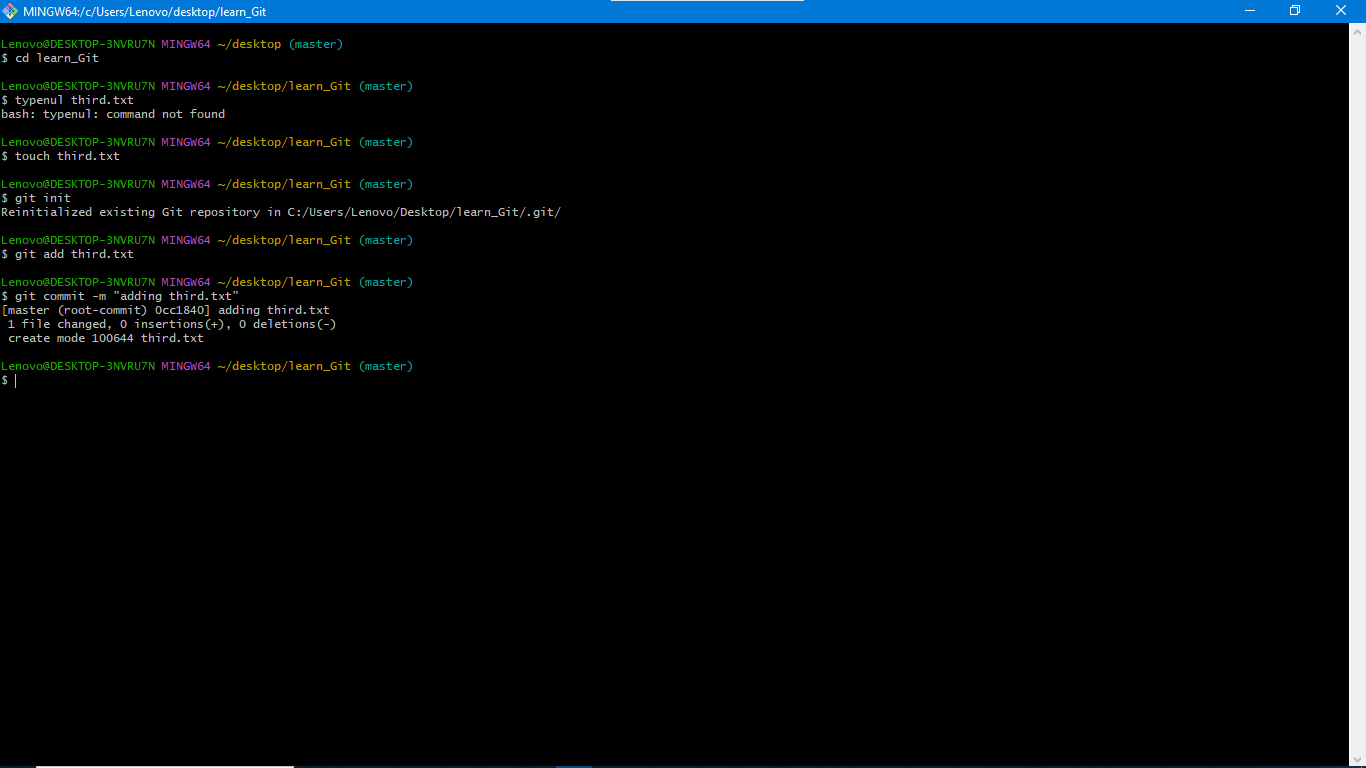 MINGW64:/c/Users/Lenovo/desktop/learn_Git
Lenovo@DESKTOP-3NVRU7N MINGW64 ~/desktop (master)
$ cd learn_Git
Lenovo@DESKTOP-3NVRU7N MINGW64 ~/desktop/learn_Git (master)
$ typenul third.txt
bash: typenul: command not found
Lenovo@DESKTOP-3NVRU7N MINGW64 ~/desktop/learn_Git (master)
$ touch third.txt
Lenovo@DESKTOP-3NVRU7N MINGW64 ~/desktop/learn_Git (master)
$ git init
Reinitialized existing Git repository in C:/Users/Lenovo/Desktop/learn_Git/.git/
Lenovo@DESKTOP-3NVRU7N MINGW64 ~/desktop/learn_Git (master)
$ git add third.txt
Lenovo@DESKTOP-3NVRU7N MINGW64 ~/desktop/learn_Git (master)
$ git commit -m "adding third.txt"
[master (root-commit) 0cc1840] adding third.txt
 1 file changed, 0 insertions(+), 0 deletions(-)
 create mode 100644 third.txt
Lenovo@DESKTOP-3NVRU7N MINGW64 ~/desktop/learn_Git (master)
$